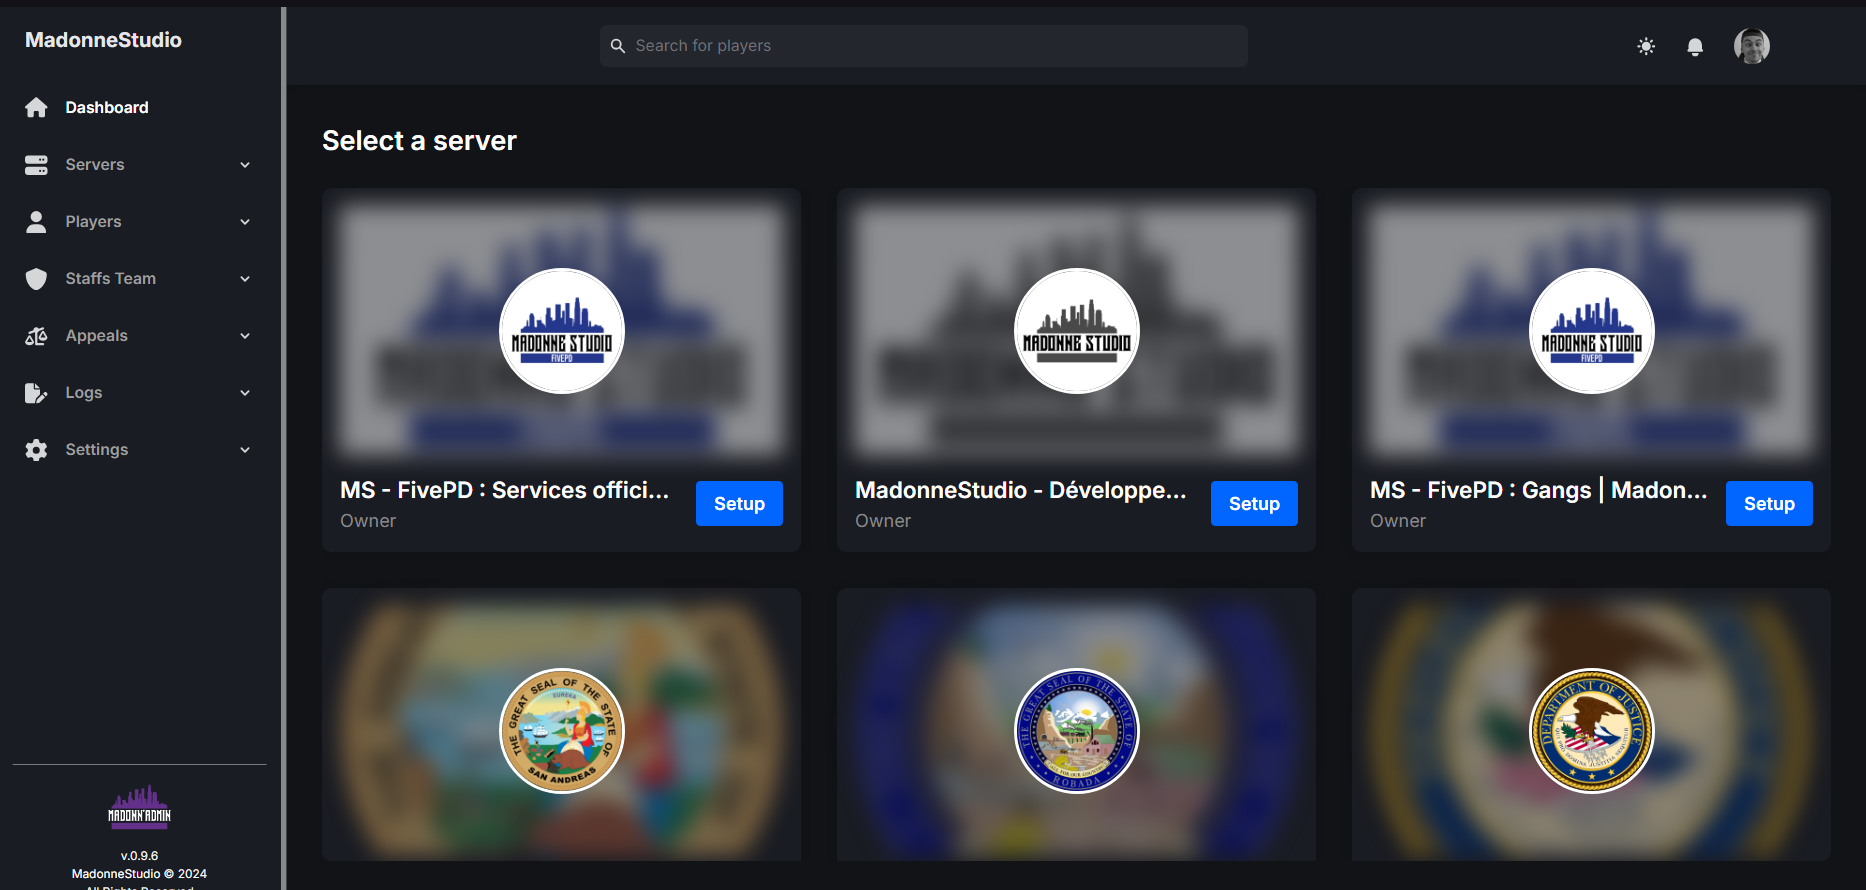 MadonneStudio
Search for players
Dashboard
Servers
Players
Staffs Team
Appeals
Logs
Settings
Select a server
MADONNE STUDIO
FIVEPD
MS - FivePD : Services offici...
Owner
Setup
MADONNE STUDIO
MadonneStudio - Développe...
Owner
Setup
MADONNE STUDIO
FIVEPD
MS - FivePD : Gangs | Madon...
Owner
Setup
THE GREAT SEAL OF THE STATE OF
EUREKA
SAN ANDREAS
THE GREAT SEAL OF THE STATE OF
ROBADA
DEPARTMENT OF JUSTICE
MADONN'ADMIN
v.0.9.6
MadonneStudio © 2024
All Rights Reserved